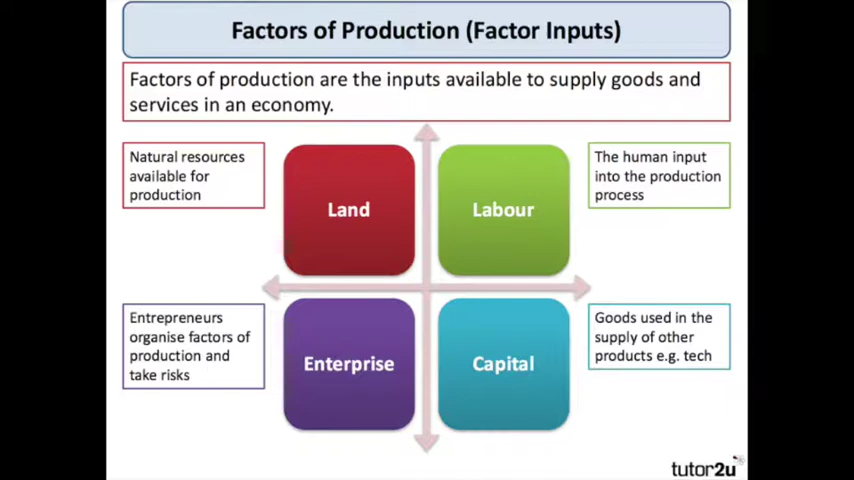 Factors of Production (Factor Inputs)
Factors of production are the inputs available to supply goods and
services in an economy.
Natural resources
available for
production
Land
Labour
The human input
into the production
process
Entrepreneurs
organise factors of
production and
take risks
Enterprise
Capital
Goods used in the
supply of other
products e.g. tech
tutor2u